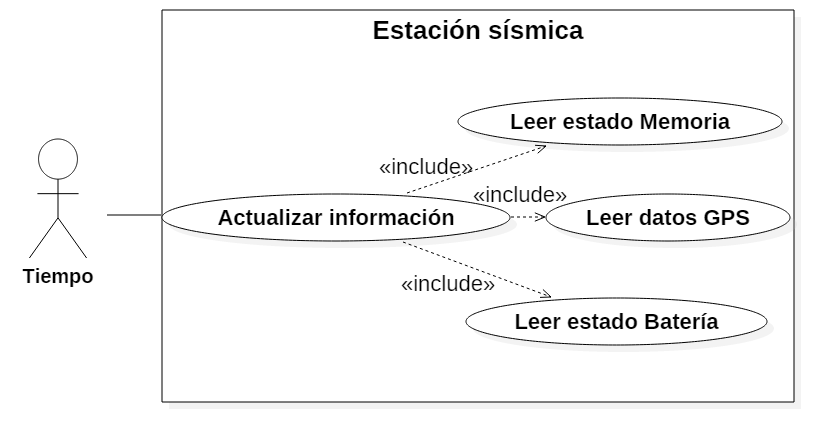 Estación sísmica
Leer estado Memoria
«include»
«include»
Actualizar información
Leer datos GPS
Tiempo
«include»
Leer estado Batería